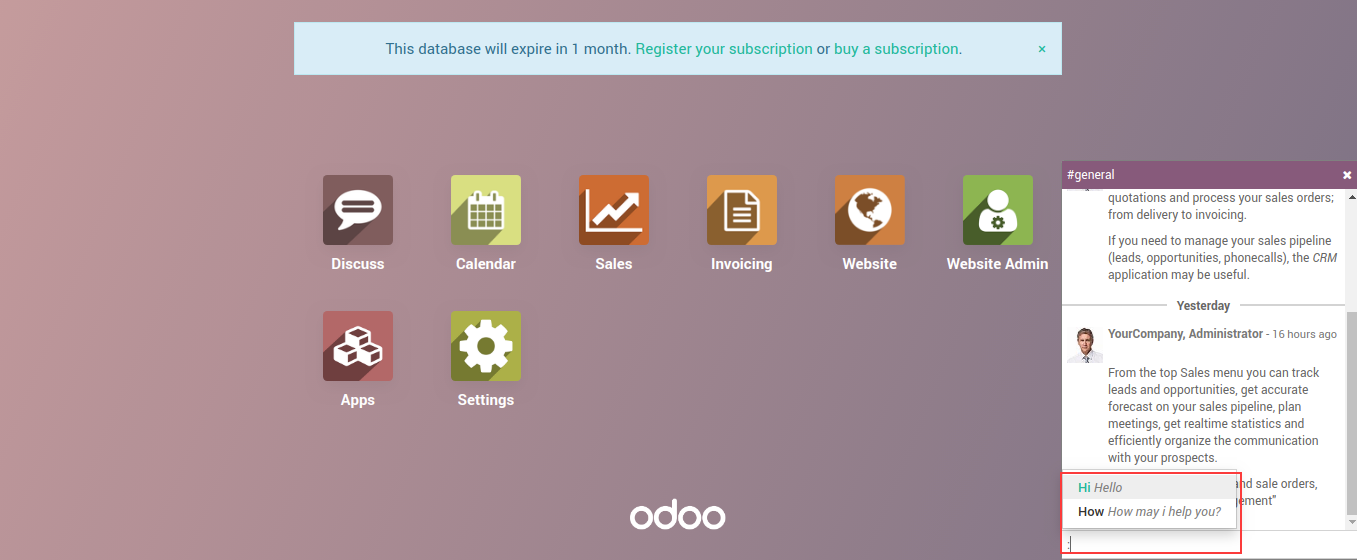 This database will expire in 1 month. Register your subscription or buy a subscription. ×
Discuss
Calendar
Sales
Invoicing
Website
Website Admin
Apps
Settings
odoo
#general ×
quotations and process your sales orders;
from delivery to invoicing.
If you need to manage your sales pipeline
(leads, opportunities, phonecalls), the CRM
application may be useful.
Yesterday
YourCompany, Administrator - 16 hours ago
From the top Sales menu you can track
leads and opportunities, get accurate
forecast on your sales pipeline, plan
meetings, get realtime statistics and
efficiently organize the communication
with your prospects.
and sale orders,
gement"
Hi Hello
How How may i help you?
: